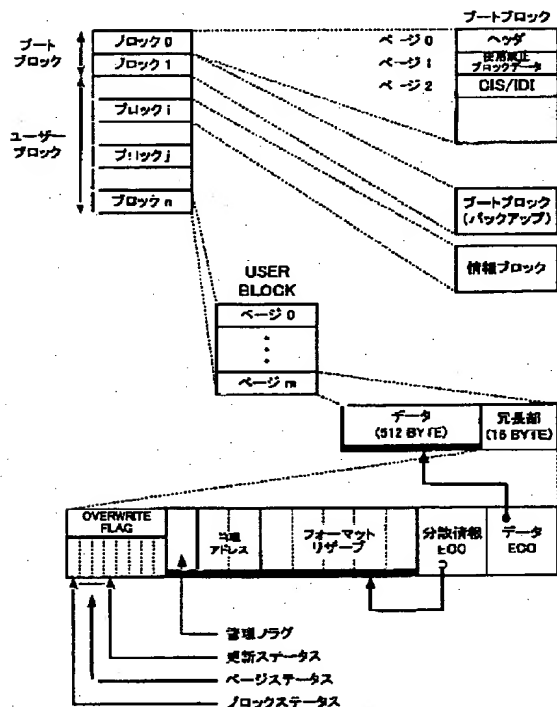 ブートブロック
ブート
ブロック
ブロック 0
ブロック 1
ページ 0
ページ 1
ページ 2
ヘッダ
使用禁止
ブロックデータ
CIS/IDI
ユーザー
ブロック
ブロック i
ブロック j
ブロック n
ブートブロック
(バックアップ)
情報ブロック
USER
BLOCK
ページ 0
ページ m
データ
(512 BYTE)
冗長部
(16 BYTE)
OVERWRITE
FLAG
アドレス
フォーマット
リザーブ
分散情報
ECC
データ
ECC
管理フラグ
更新ステータス
ページステータス
ブロックステータス